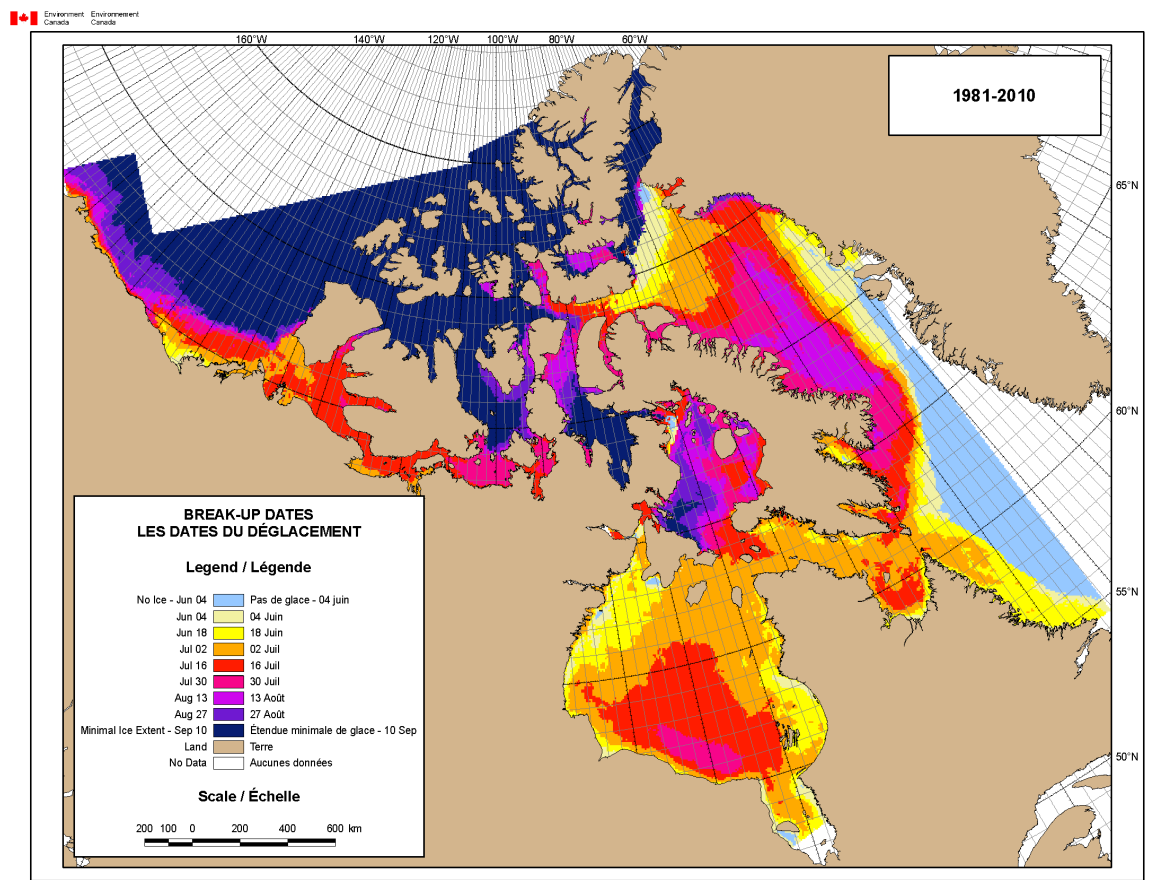 Environment Environnement
Canada Canada
160°W 140°W 120°W 100°W 80°W 60°W
1981-2010
65°N
60°N
55°N
50°N
BREAK-UP DATES
LES DATES DU DÉGLACEMENT
Legend / Légende
No Ice - Jun 04 Pas de glace - 04 juin
Jun 04 04 Juin
Jun 18 18 Juin
Jul 02 02 Juil
Jul 16 16 Juil
Jul 30 30 Juil
Aug 13 13 Août
Aug 27 27 Août
Minimal Ice Extent - Sep 10 Étendue minimale de glace - 10 Sep
Land Terre
No Data Aucunes données
Scale / Échelle
200 100 0 200 400 600 km